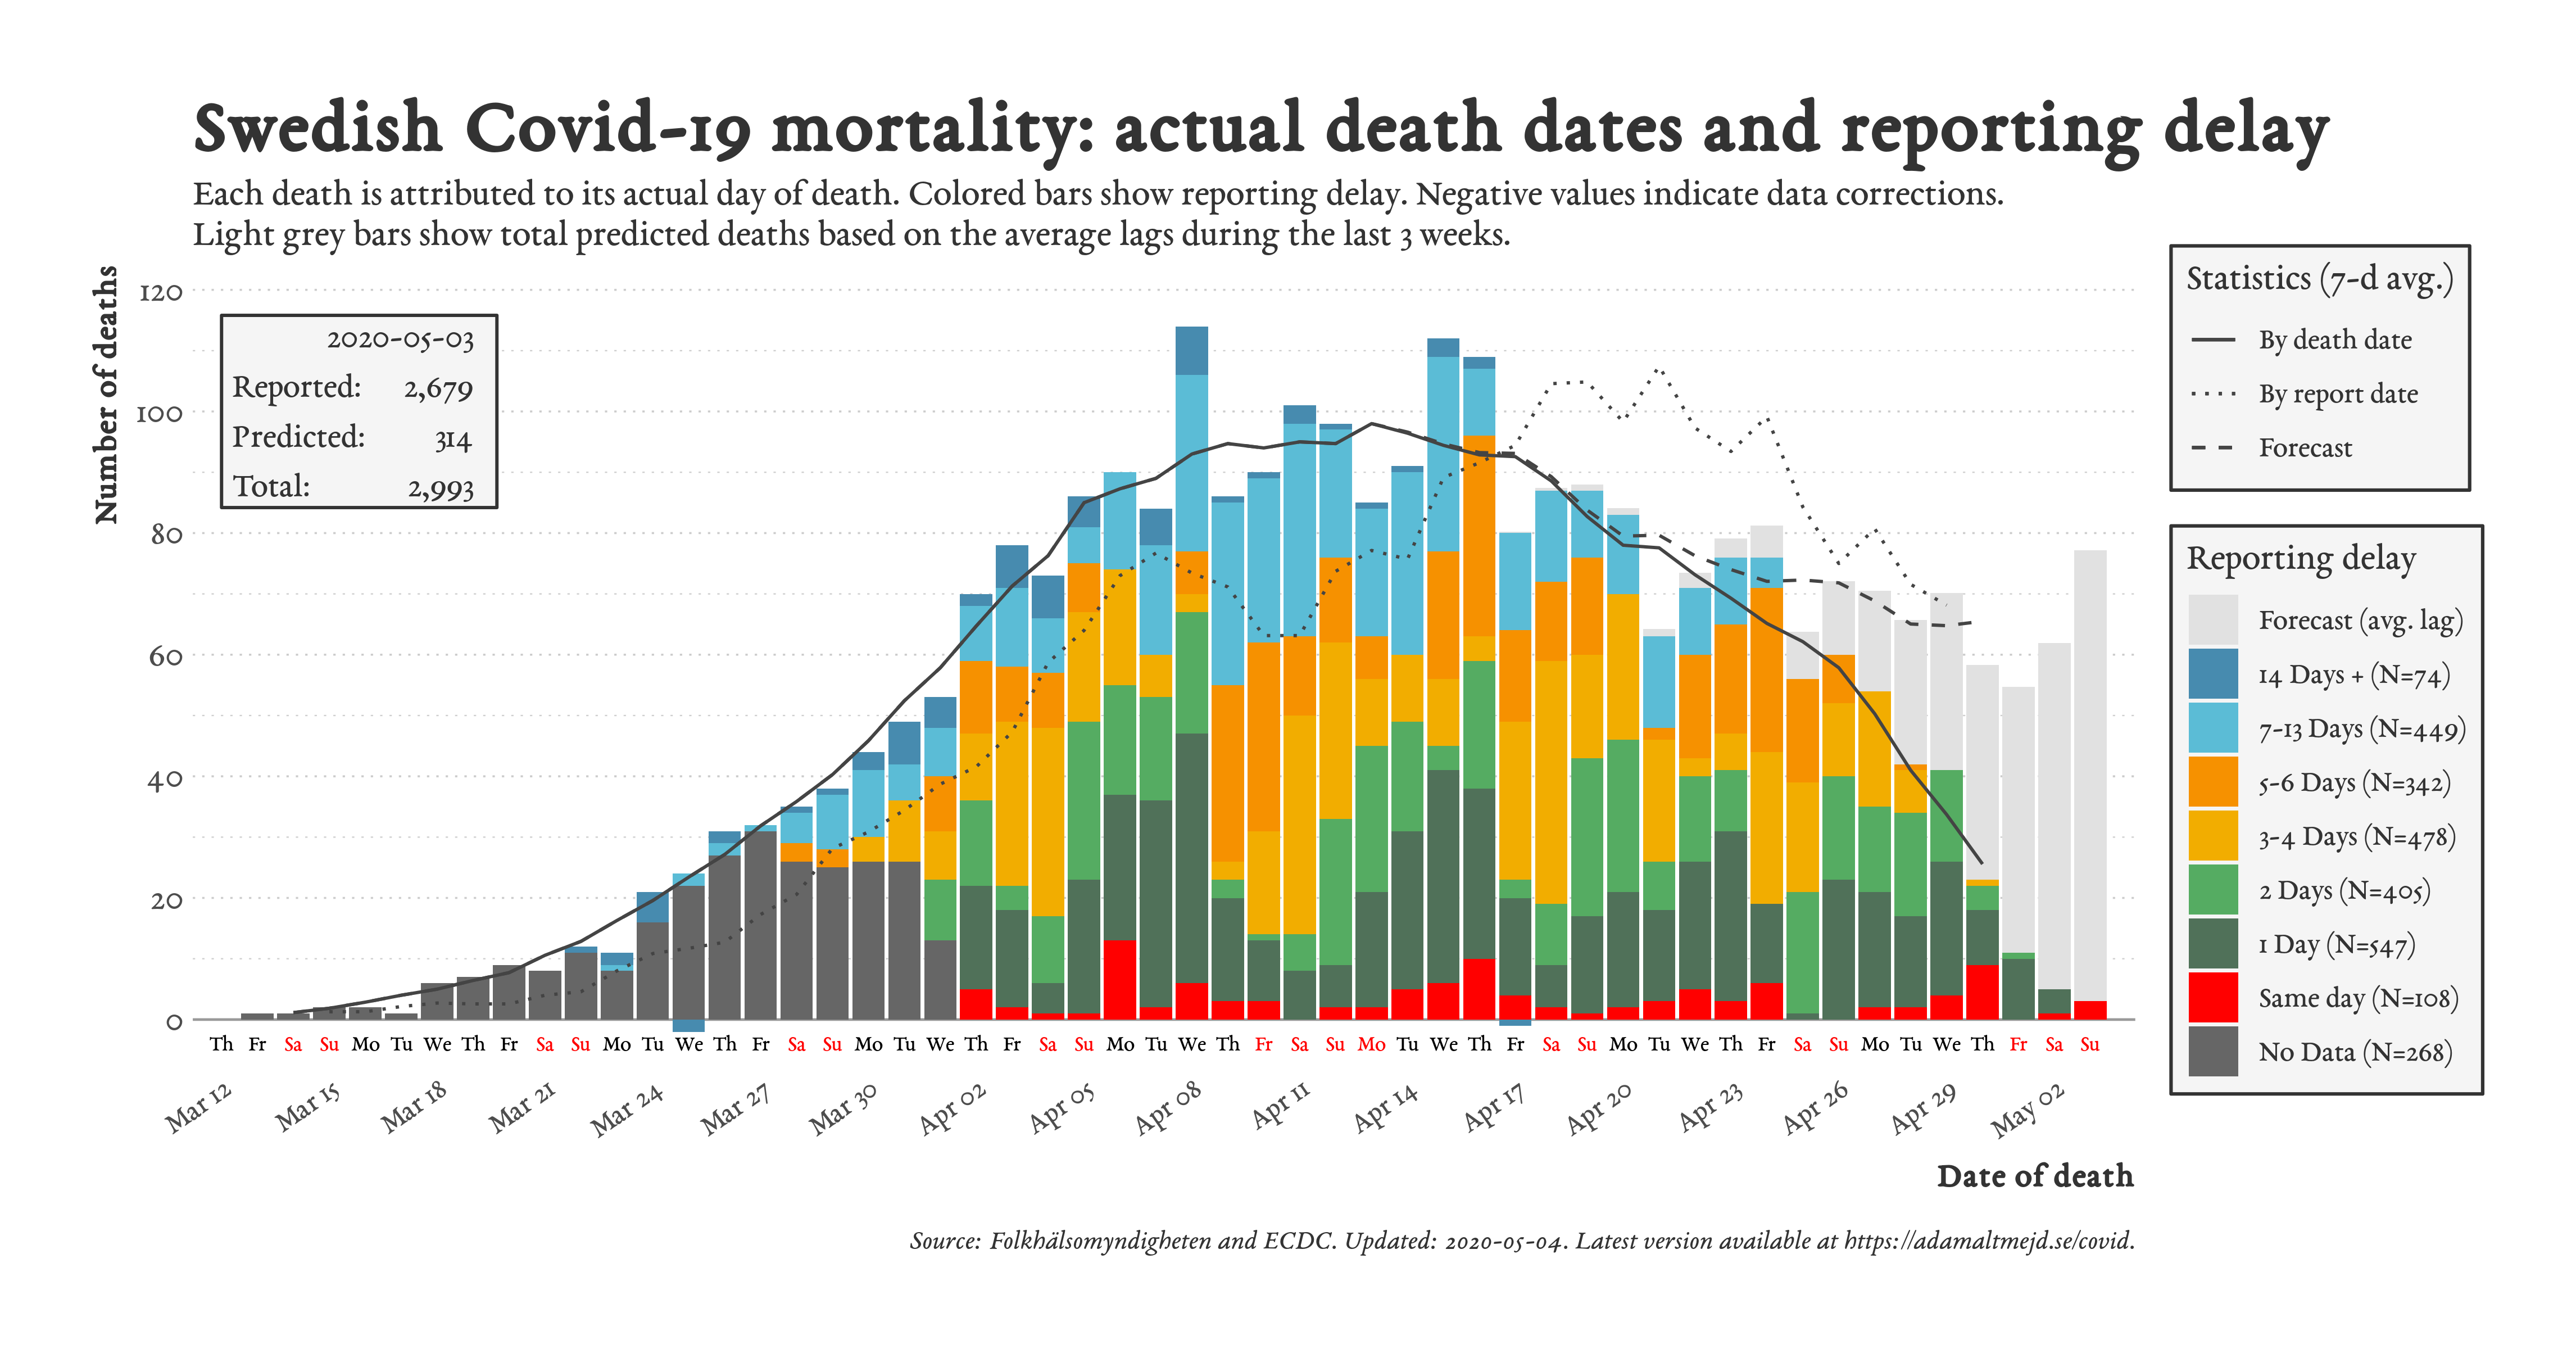 Swedish Covid-19 mortality: actual death dates and reporting delay
Each death is attributed to its actual day of death. Colored bars show reporting delay. Negative values indicate data corrections.
Light grey bars show total predicted deaths based on the average lags during the last 3 weeks.
Number of deaths
120
100
80
60
40
20
0
2020-05-03
Reported: 2,679
Predicted: 314
Total: 2,993
Statistics (7-d avg.)
By death date
By report date
Forecast
Reporting delay
Forecast (avg. lag)
14 Days + (N=74)
7-13 Days (N=449)
5-6 Days (N=342)
3-4 Days (N=478)
2 Days (N=405)
1 Day (N=547)
Same day (N=108)
No Data (N=268)
Th Fr Sa Su Mo Tu We Th Fr Sa Su Mo Tu We Th Fr Sa Su Mo Tu We Th Fr Sa Su Mo Tu We Th Fr Sa Su Mo Tu We Th Fr Sa Su Mo Tu We Th Fr Sa Su Mo Tu We Th Fr Sa Su
Mar 12 Mar 15 Mar 18 Mar 21 Mar 24 Mar 27 Mar 30 Apr 02 Apr 05 Apr 08 Apr 11 Apr 14 Apr 17 Apr 20 Apr 23 Apr 26 Apr 29 May 02
Date of death
Source: Folkhälsomyndigheten and ECDC. Updated: 2020-05-04. Latest version available at https://adamaltmejd.se/covid.